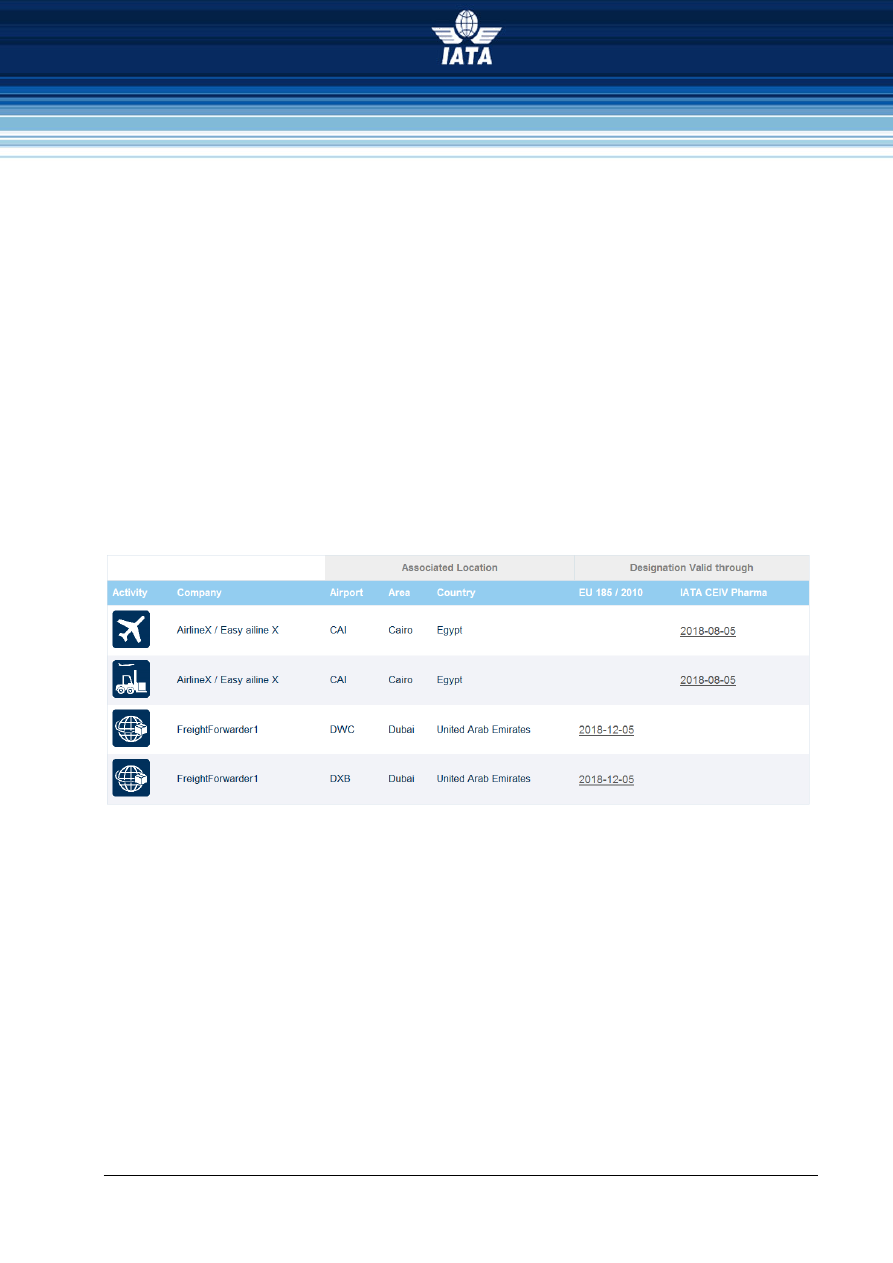 IATA
Associated Location Designation Valid through
Activity Company Airport Area Country EU 185 / 2010 IATA CEIV Pharma
AirlineX / Easy ailine X CAI Cairo Egypt 2018-08-05
AirlineX / Easy ailine X CAI Cairo Egypt 2018-08-05
FreightForwarder1 DWC Dubai United Arab Emirates 2018-12-05
FreightForwarder1 DXB Dubai United Arab Emirates 2018-12-05